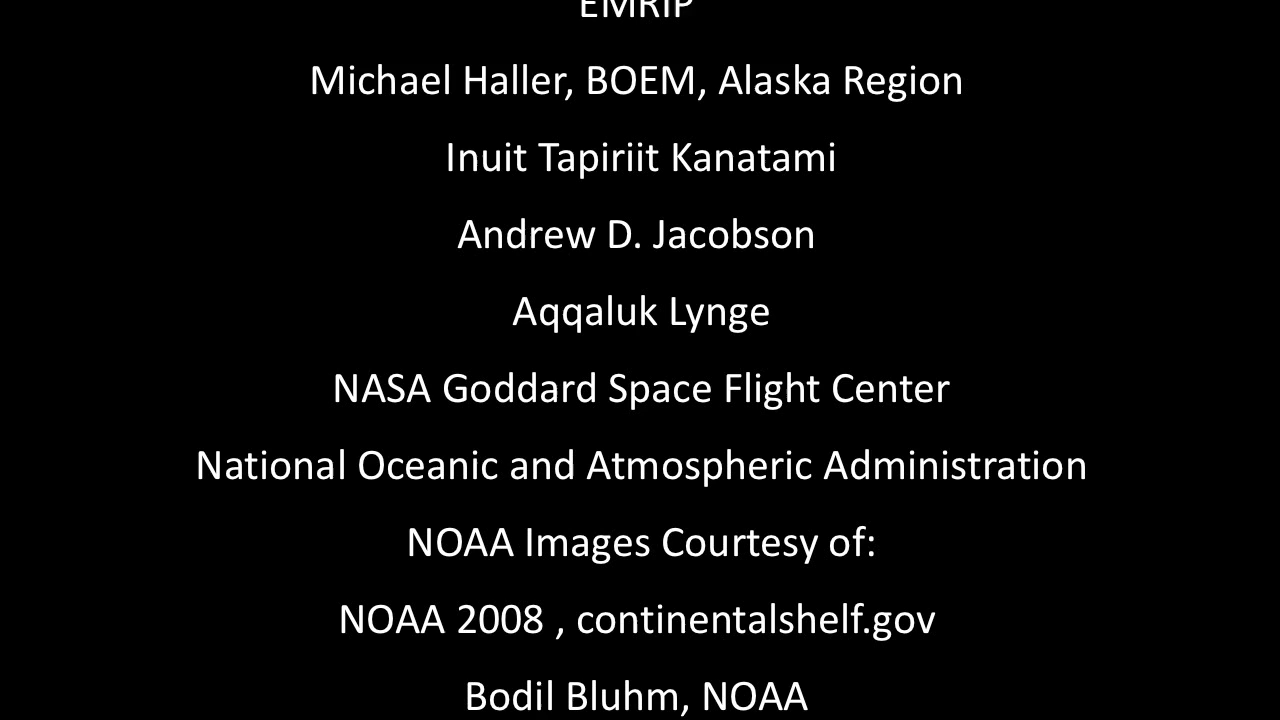 EMRIP
Michael Haller, BOEM, Alaska Region
Inuit Tapiriit Kanatami
Andrew D. Jacobson
Aqqaluk Lynge
NASA Goddard Space Flight Center
National Oceanic and Atmospheric Administration
NOAA Images Courtesy of:
NOAA 2008 , continentalshelf.gov
Bodil Bluhm, NOAA